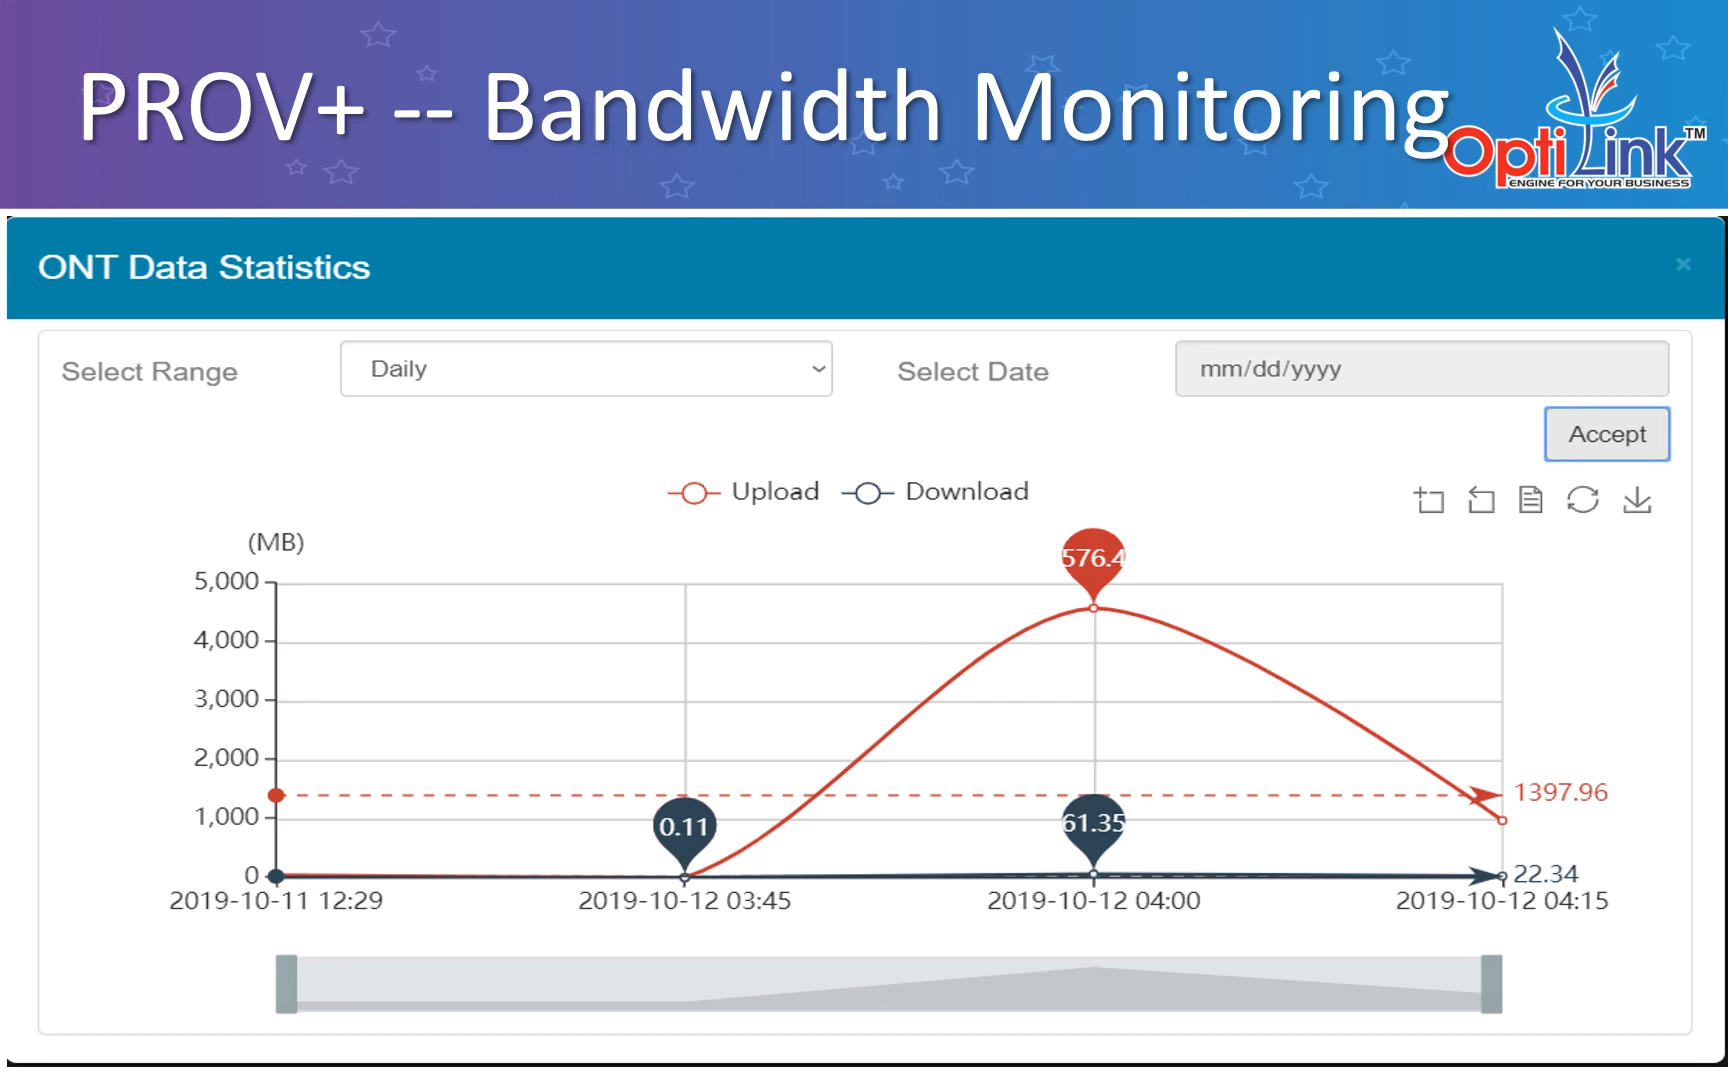 PROV+ -- Bandwidth Monitoring
OptiLink™
ENGINE FOR YOUR BUSINESS
ONT Data Statistics
×
Select Range
Daily
Select Date
mm/dd/yyyy
Accept
Upload
Download
(MB)
5,000
4,000
3,000
2,000
1,000
0
576.4
0.11
61.35
1397.96
22.34
2019-10-11 12:29
2019-10-12 03:45
2019-10-12 04:00
2019-10-12 04:15